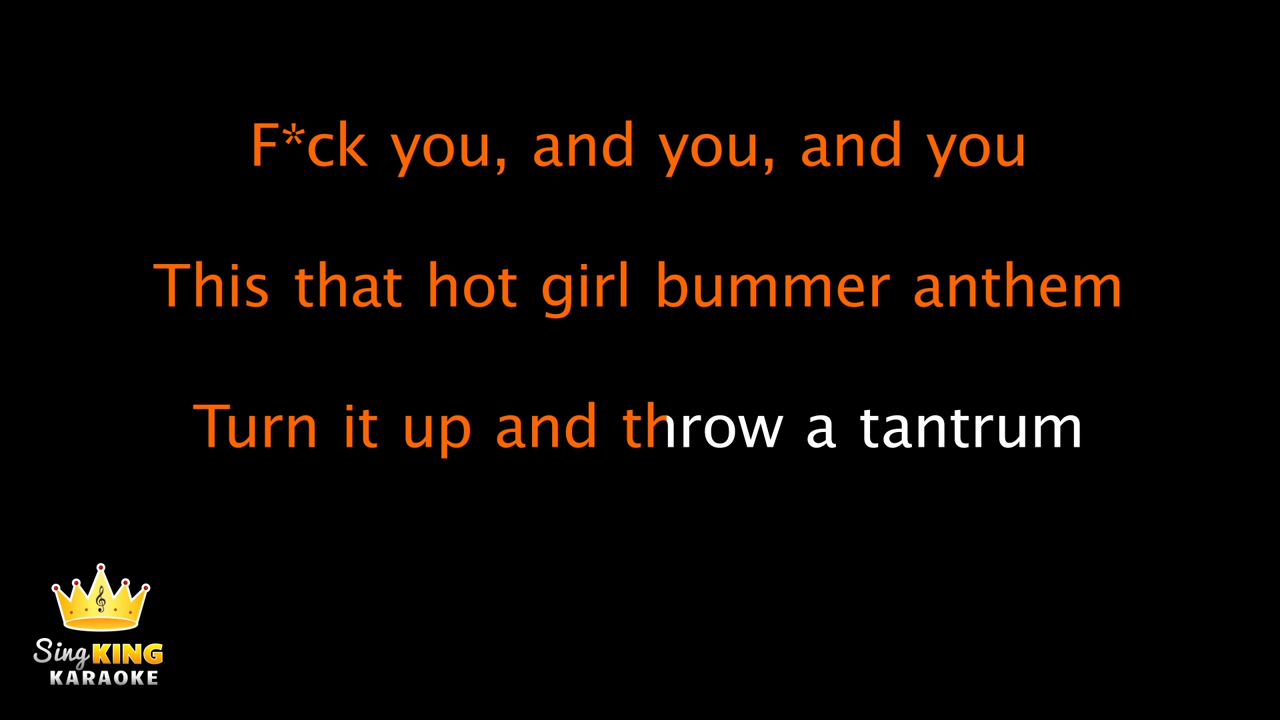 F*ck you, and you, and you
This that hot girl bummer anthem
Turn it up and throw a tantrum
Sing KING
KARAOKE